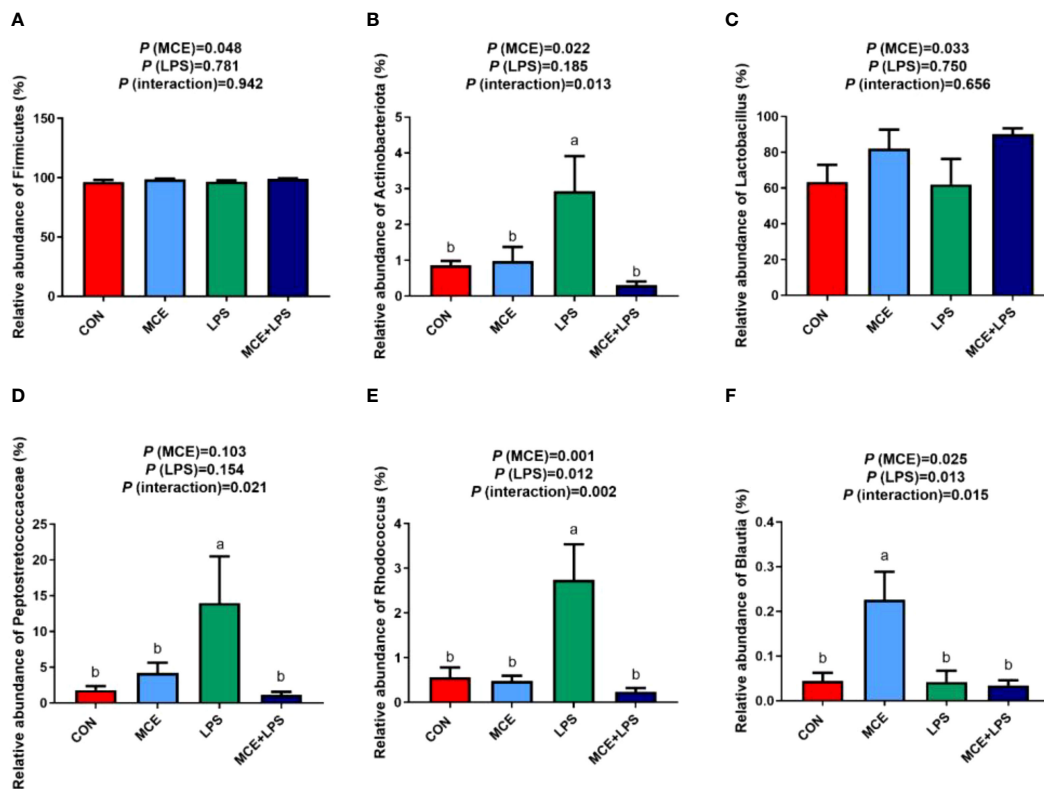 A
P (MCE)=0.048
P (LPS)=0.781
P (interaction)=0.942
Relative abundance of Firmicutes (%)
150
100
50
0
CON
MCE
LPS
MCE+LPS
B
P (MCE)=0.022
P (LPS)=0.185
P (interaction)=0.013
Relative abundance of Actinobacteriota (%)
5
4
3
2
1
0
b
b
a
b
CON
MCE
LPS
MCE+LPS
C
P (MCE)=0.033
P (LPS)=0.750
P (interaction)=0.656
Relative abundance of Lactobacillus (%)
100
80
60
40
20
0
CON
MCE
LPS
MCE+LPS
D
P (MCE)=0.103
P (LPS)=0.154
P (interaction)=0.021
Relative abundance of Peptostretococcaceae (%)
25
20
15
10
5
0
b
b
a
b
CON
MCE
LPS
MCE+LPS
E
P (MCE)=0.001
P (LPS)=0.012
P (interaction)=0.002
Relative abundance of Rhodococcus (%)
4
3
2
1
0
b
b
a
b
CON
MCE
LPS
MCE+LPS
F
P (MCE)=0.025
P (LPS)=0.013
P (interaction)=0.015
Relative abundance of Blautia (%)
0.4
0.3
0.2
0.1
0.0
b
a
b
b
CON
MCE
LPS
MCE+LPS